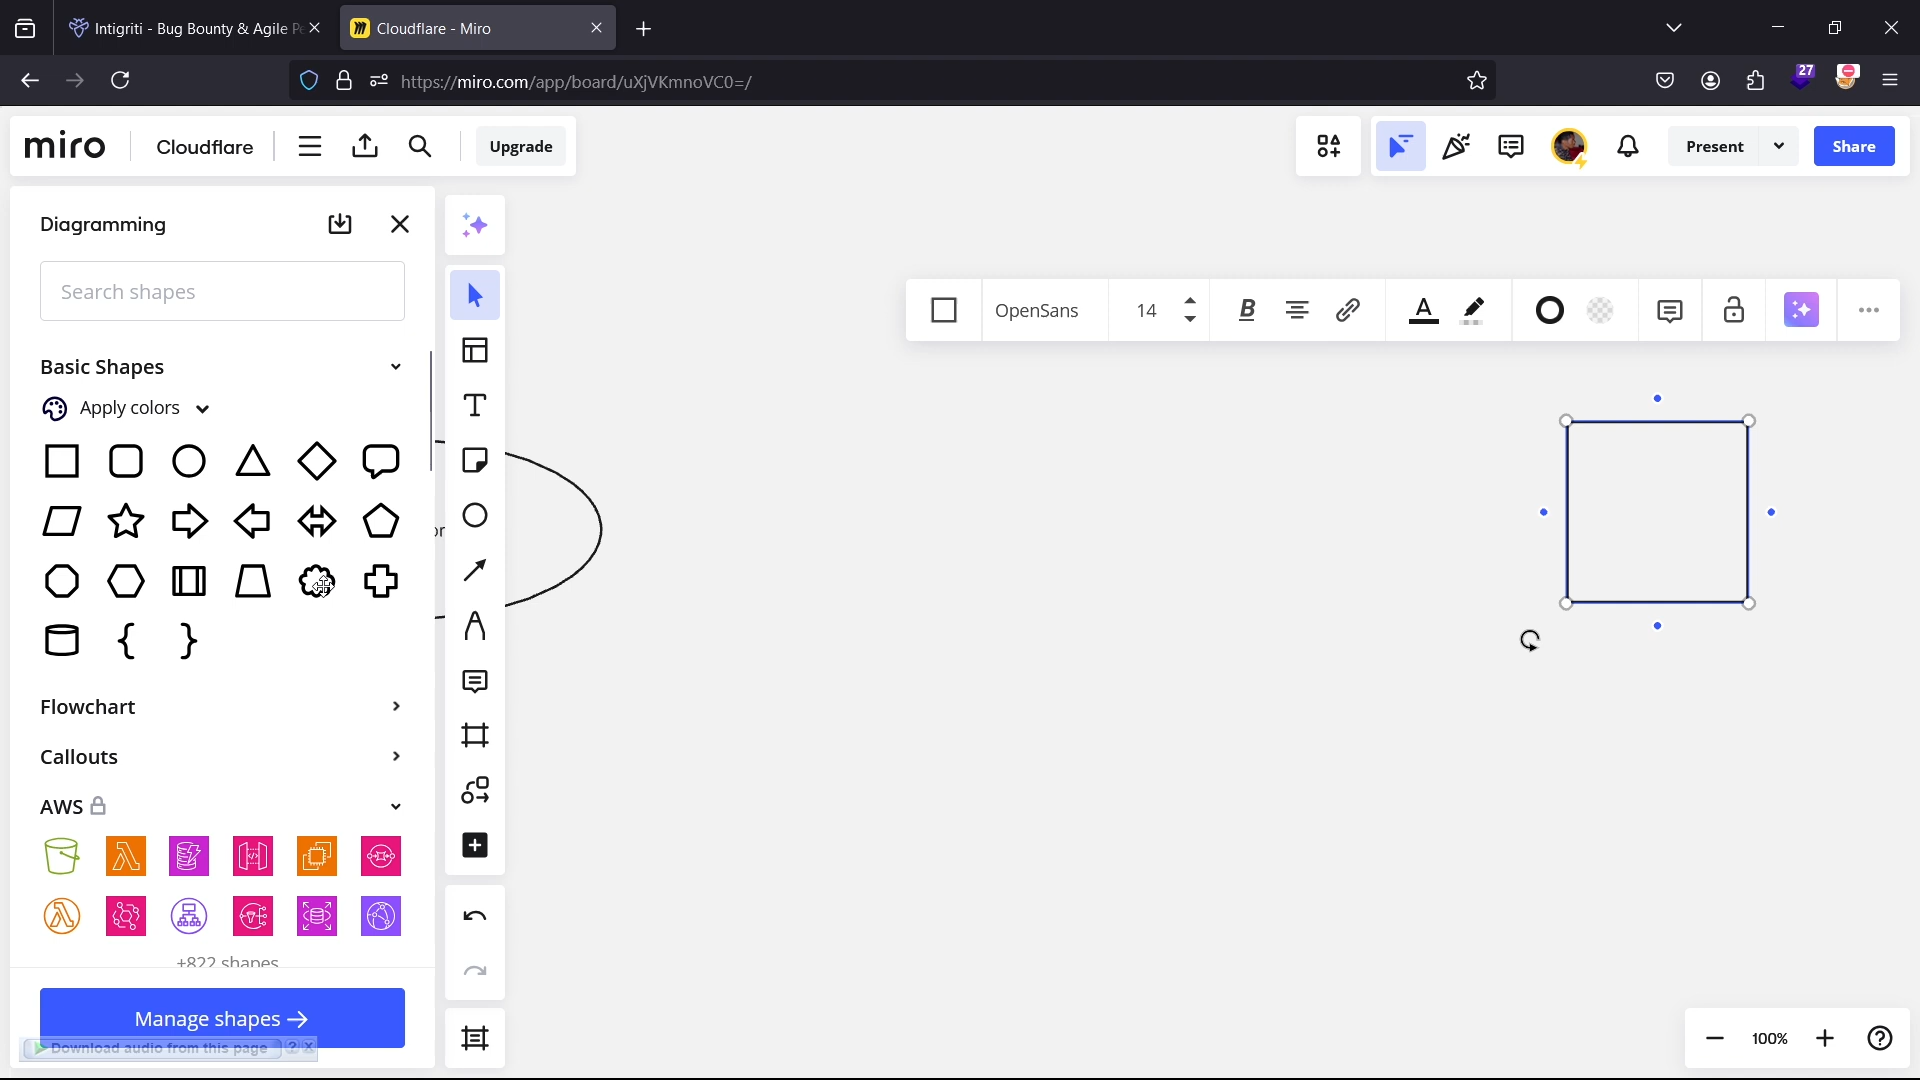 Intigriti - Bug Bounty & Agile Pe
Cloudflare - Miro
https://miro.com/app/board/uXjVKmnoVC0=/
27
miro
Cloudflare
Upgrade
Present
Share
Diagramming
Search shapes
OpenSans
14
B
A
Basic Shapes
Apply colors
or
Flowchart
Callouts
AWS
+822 shapes
Manage shapes →
Download audio from this page
?
100%